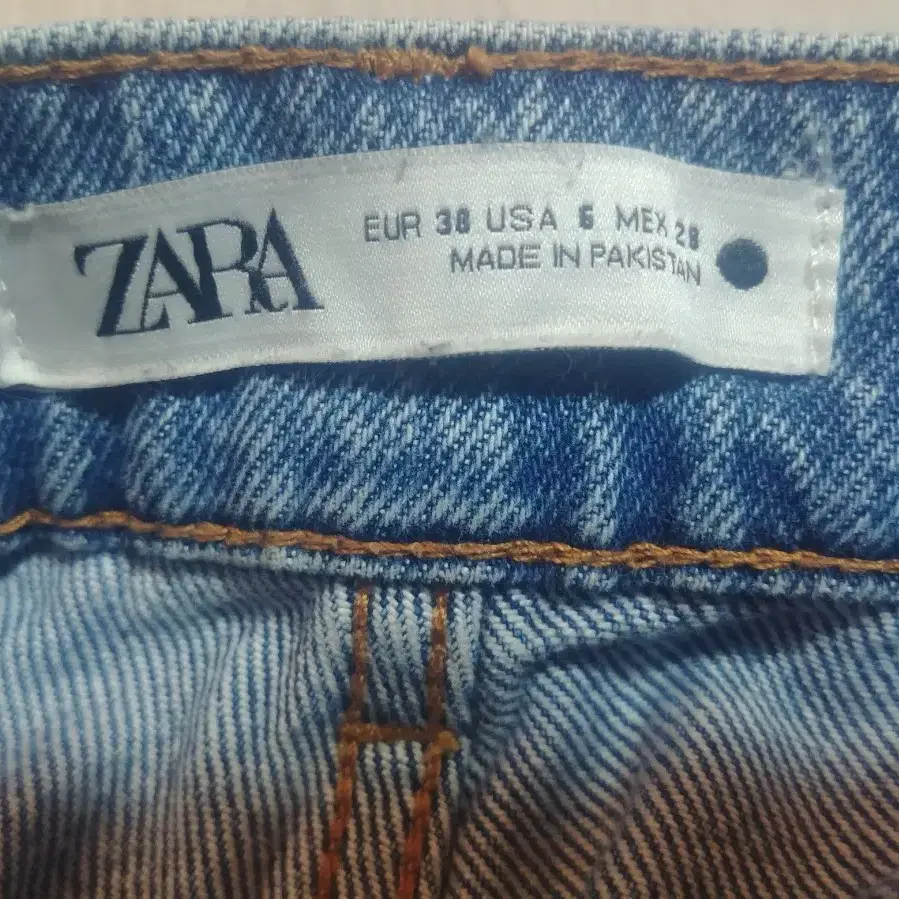 ZARA
EUR 38 USA 6 MEX 28
MADE IN PAKISTAN